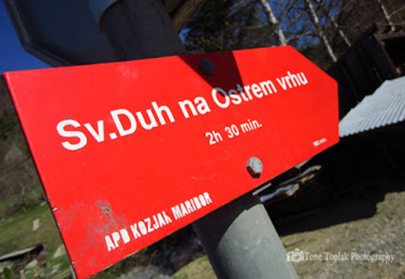 Sv.Duh na Ostrem vrhu
2h 30 min.
APD KOZJAK MARIBOR
Tone Toplak Photography